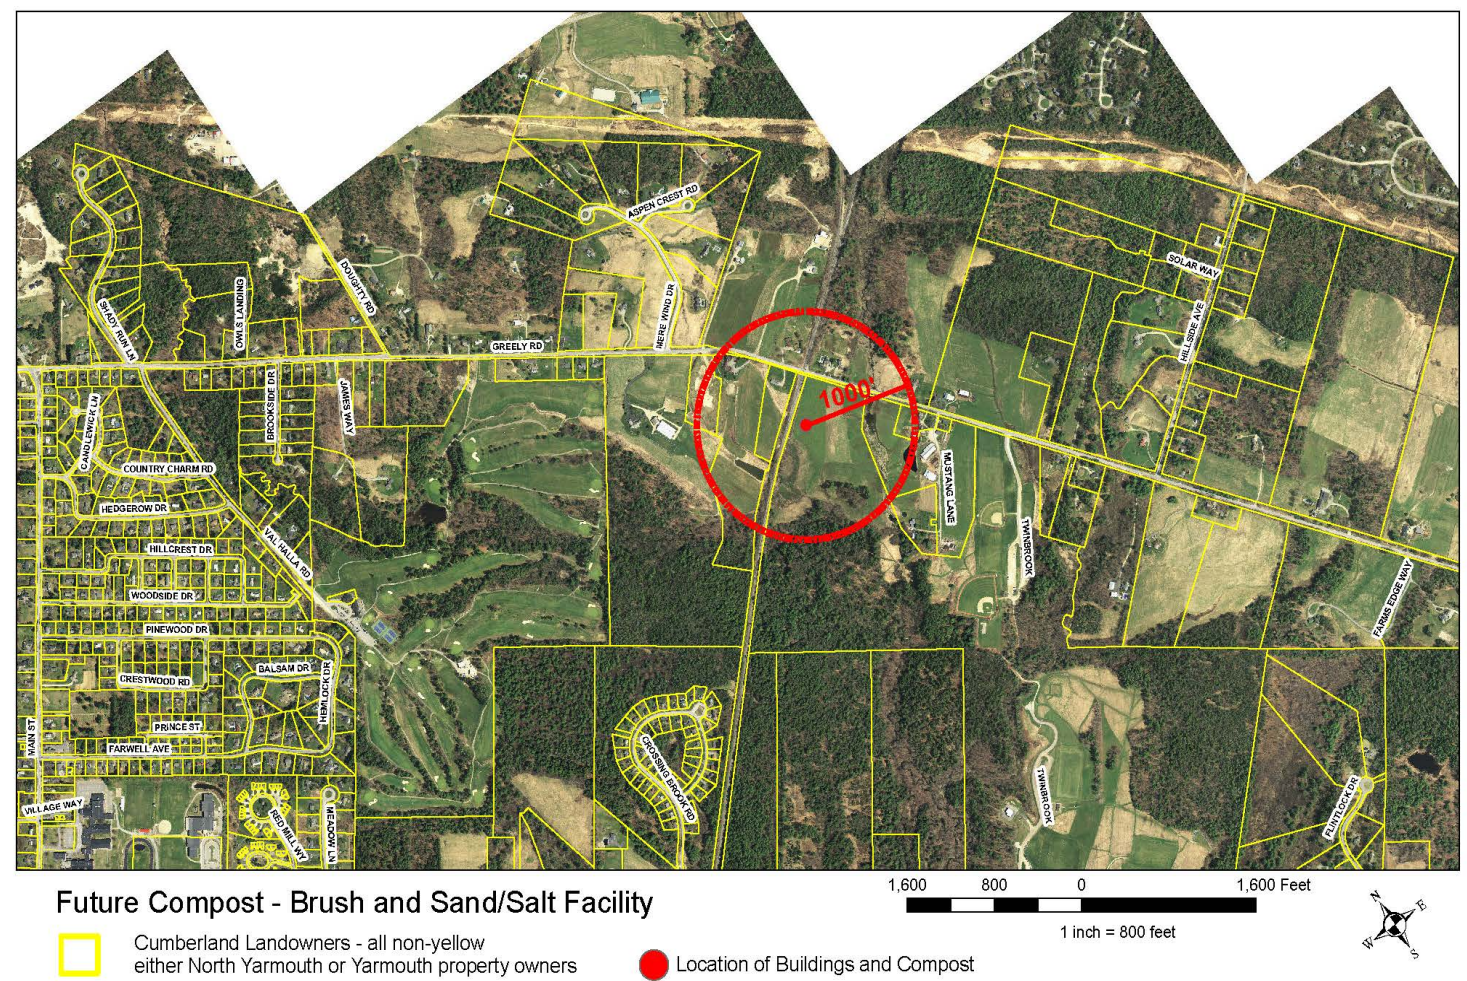 ASPEN CREST RD
SOLAR WAY
DOUGHTY RD
OWLS LANDING
SHADY RUN LN
MERE WIND DR
HILLSIDE AVE
GREELY RD
1000'
BROOKSIDE DR
JAMES WAY
CANDLEWICK LN
COUNTRY CHARM RD
MUSTANG LANE
HEDGEROW DR
VAL HALLA RD
TWINBROOK
HILLCREST DR
WOODSIDE DR
FARMS EDGE WAY
PINEWOOD DR
BALSAM DR
CRESTWOOD RD
HEMLOCK DR
MAIN ST
PRINCE ST
FARWELL AVE
CROSSING BROOK RD
TWINBROOK
FLINTLOCK DR
VILLAGE WAY
RED MILL WY
MEADOW LN
Future Compost - Brush and Sand/Salt Facility
Cumberland Landowners - all non-yellow
either North Yarmouth or Yarmouth property owners
Location of Buildings and Compost
1,600 800 0 1,600 Feet
1 inch = 800 feet
N
E
W
S